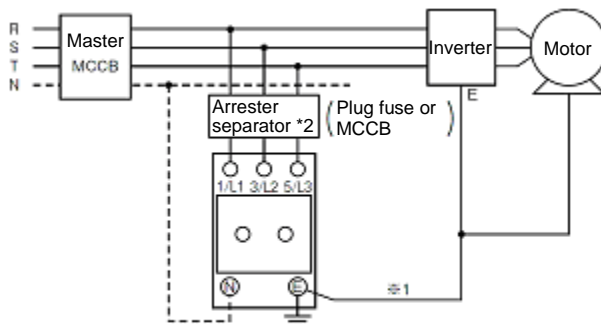 R
S
T
N
Master
MCCB
Inverter
Motor
E
Arrester
separator *2
(Plug fuse or
MCCB)
1/L1 3/L2 5/L3
N
E
※1